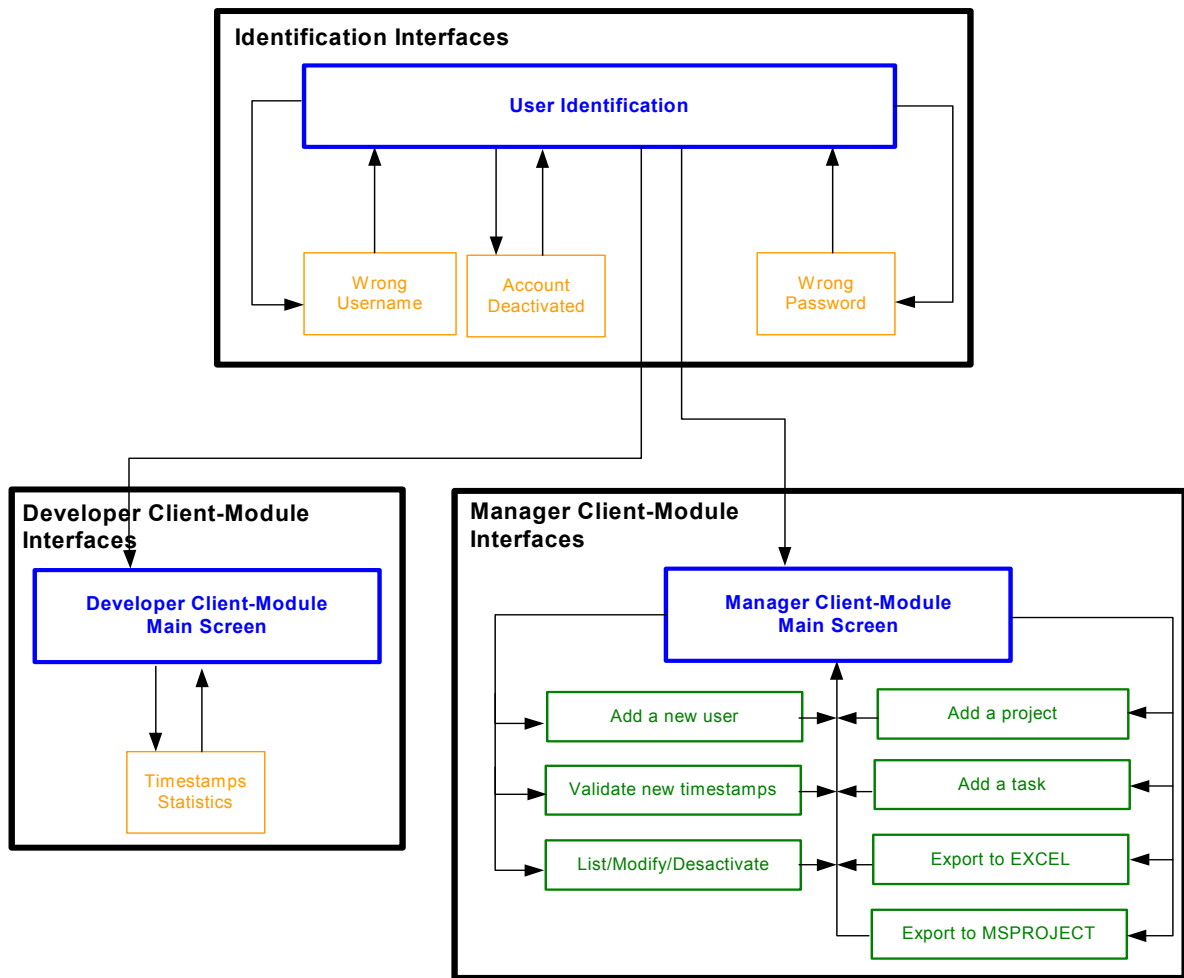 Identification Interfaces
User Identification
Wrong
Username
Account
Deactivated
Wrong
Password
Developer Client-Module
Interfaces
Developer Client-Module
Main Screen
Timestamps
Statistics
Manager Client-Module
Interfaces
Manager Client-Module
Main Screen
Add a new user
Add a project
Validate new timestamps
Add a task
List/Modify/Desactivate
Export to EXCEL
Export to MSPROJECT